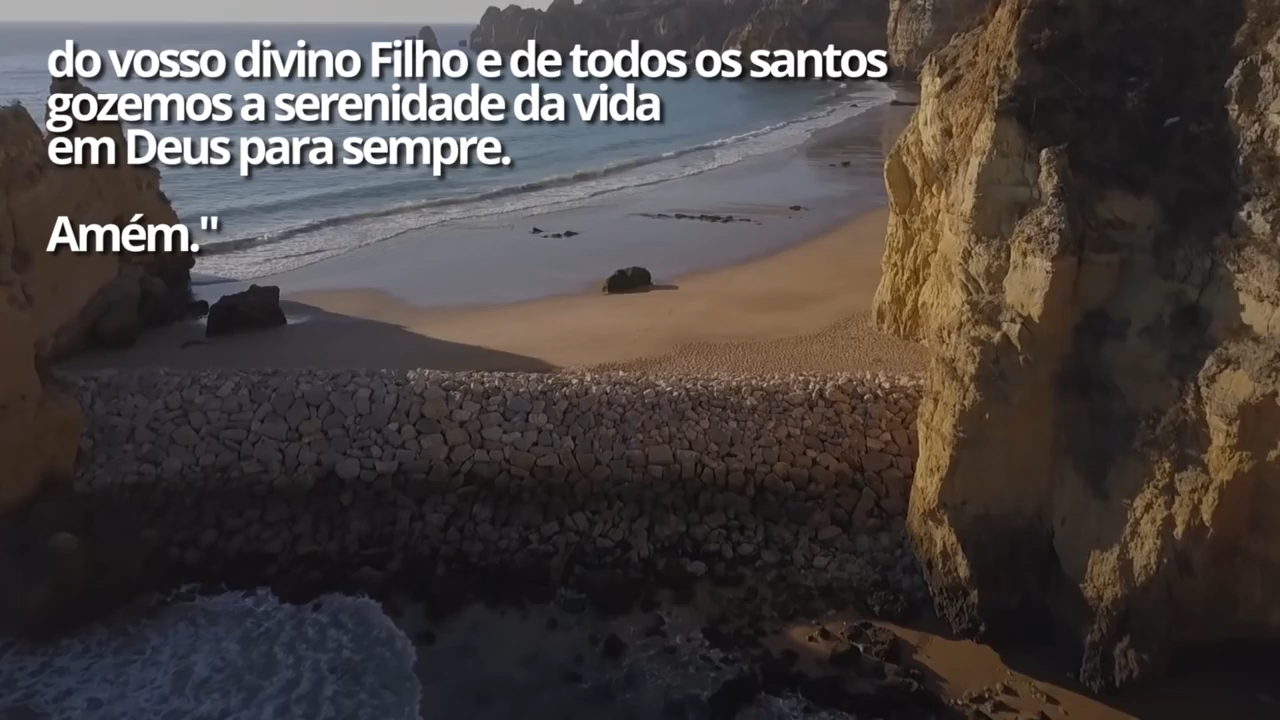 do vosso divino Filho e de todos os santos
gozemos a serenidade da vida
em Deus para sempre.
Amém."